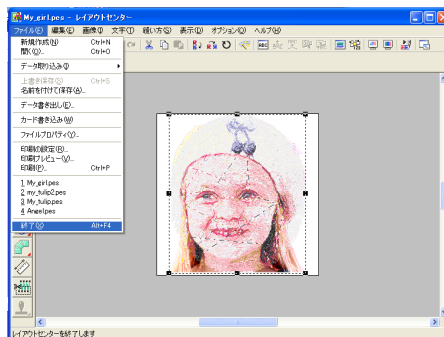 My_girl.pes - レイアウトセンター
ファイル(F) 編集(E) 画像(I) 文字(T) 縫い方(S) 表示(D) オプション(O) ヘルプ(H)
新規作成(N) Ctrl+N
開く(O)... Ctrl+O
データ取り込み(I)
上書き保存(S) Ctrl+S
名前を付けて保存(A)...
データ書き出し(E)...
カード書き込み(W)
ファイルプロパティ(Y)...
印刷の設定(R)...
印刷プレビュー(V)...
印刷(P)... Ctrl+P
1 My_girl.pes
2 my_tulip2.pes
3 My_tulip.pes
4 Angel.pes
終了(X) Alt+F4
ABC
レイアウトセンターを終了します